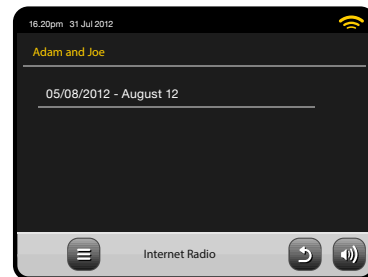 16.20pm 31 Jul 2012
Adam and Joe
05/08/2012 - August 12
Internet Radio